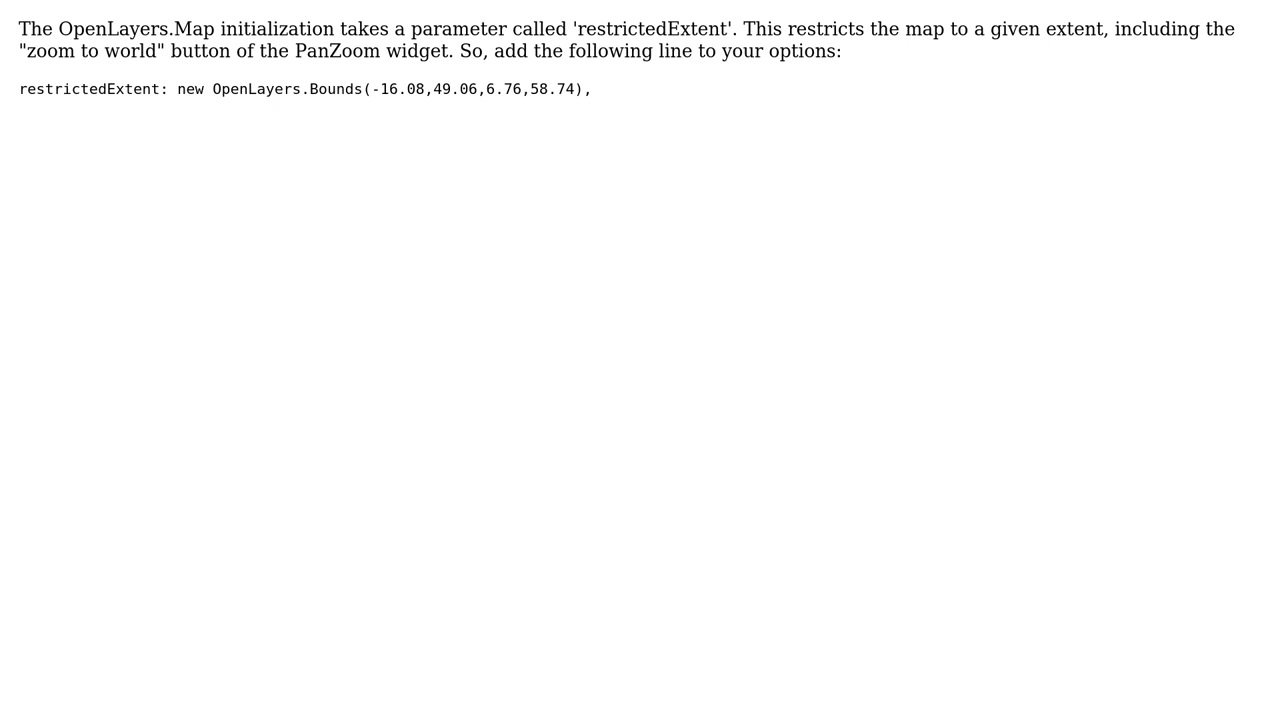 The OpenLayers.Map initialization takes a parameter called 'restrictedExtent'. This restricts the map to a given extent, including the
"zoom to world" button of the PanZoom widget. So, add the following line to your options:
restrictedExtent: new OpenLayers.Bounds(-16.08,49.06,6.76,58.74),